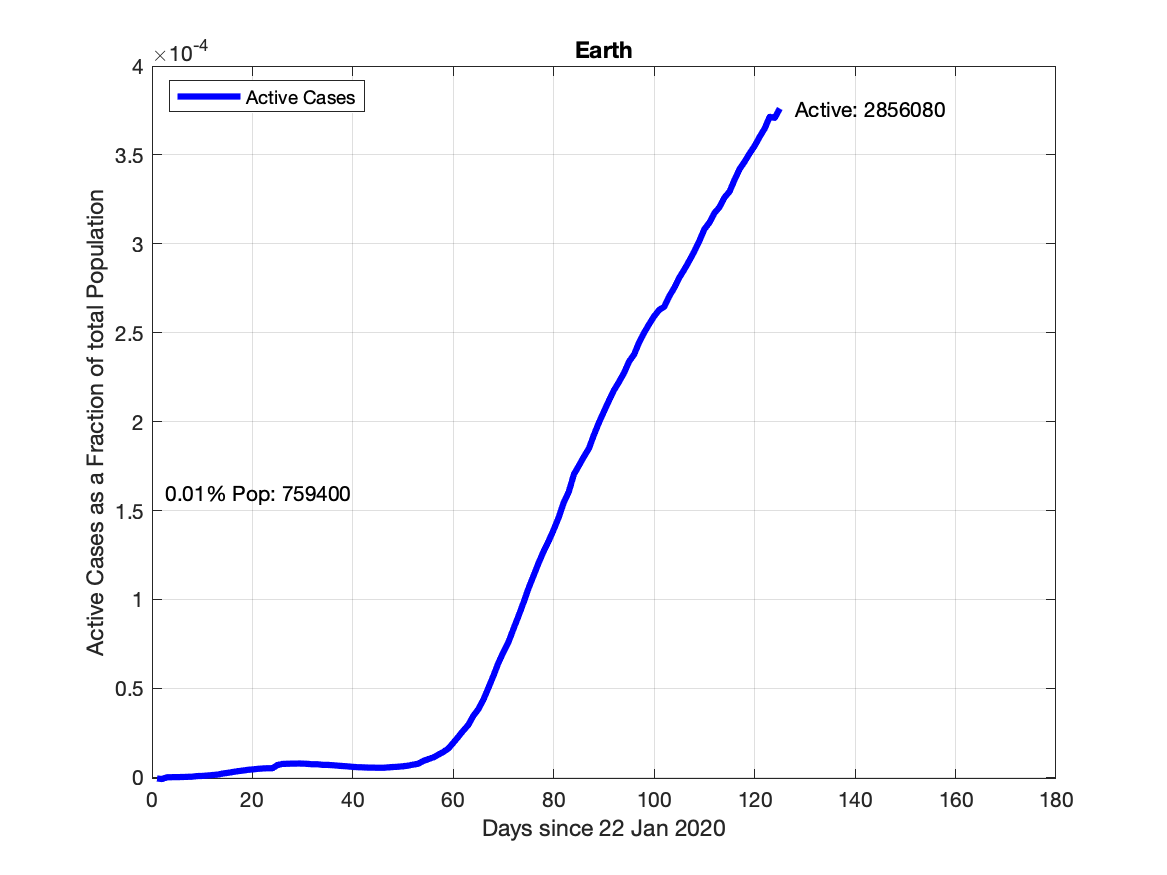 Earth
×10⁻⁴
Active Cases
Active: 2856080
0.01% Pop: 759400
Active Cases as a Fraction of total Population
4
3.5
3
2.5
2
1.5
1
0.5
0
0 20 40 60 80 100 120 140 160 180
Days since 22 Jan 2020